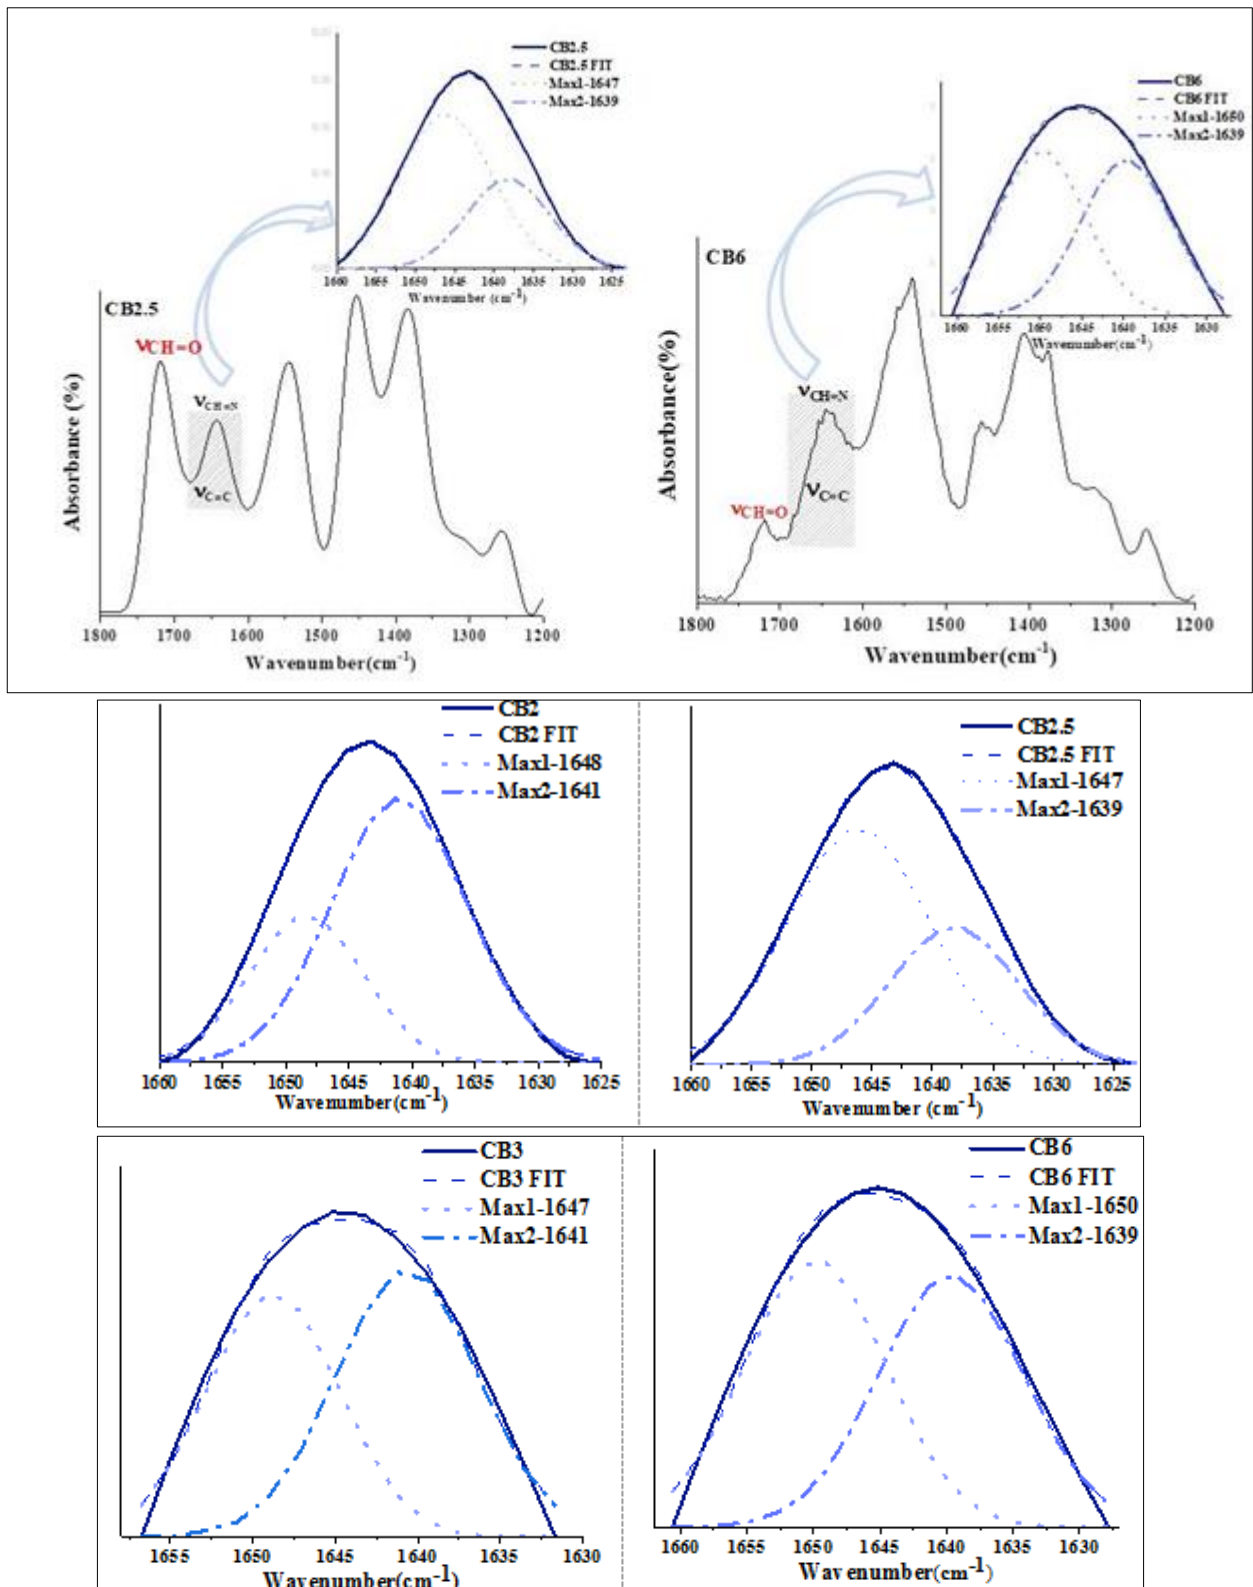 CB2.5
CB2.5 FIT
Max1-1647
Max2-1639
1660 1655 1650 1645 1640 1635 1630 1625
Wavenumber (cm-1)
CB2.5
νCH=O
νCH=N
νC=C
Absorbance (%)
1800 1700 1600 1500 1400 1300 1200
Wavenumber(cm-1)
CB6
CB6 FIT
Max1-1650
Max2-1639
1660 1655 1650 1645 1640 1635 1630
Wavenumber(cm-1)
CB6
νCH=N
νC=C
νCH=O
Absorbance(%)
1800 1700 1600 1500 1400 1300 1200
Wavenumber(cm-1)
CB2
CB2 FIT
Max1-1648
Max2-1641
1660 1655 1650 1645 1640 1635 1630 1625
Wavenumber(cm-1)
CB2.5
CB2.5 FIT
Max1-1647
Max2-1639
1660 1655 1650 1645 1640 1635 1630 1625
Wavenumber (cm-1)
CB3
CB3 FIT
Max1-1647
Max2-1641
1655 1650 1645 1640 1635 1630
Wavenumber(cm-1)
CB6
CB6 FIT
Max1-1650
Max2-1639
1660 1655 1650 1645 1640 1635 1630
Wavenumber(cm-1)